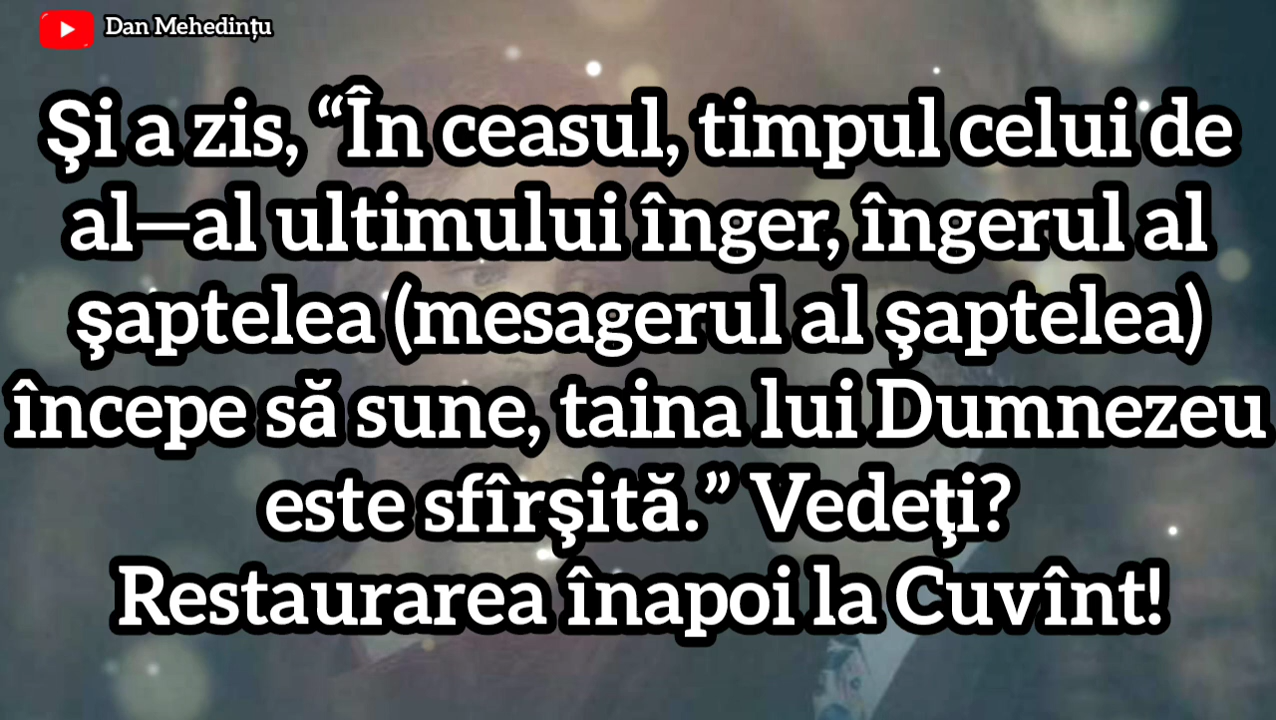 Dan Mehedințu
Şi a zis, “În ceasul, timpul celui de
al—al ultimului înger, îngerul al
şaptelea (mesagerul al şaptelea)
începe să sune, taina lui Dumnezeu
este sfîrşită.” Vedeţi?
Restaurarea înapoi la Cuvînt!